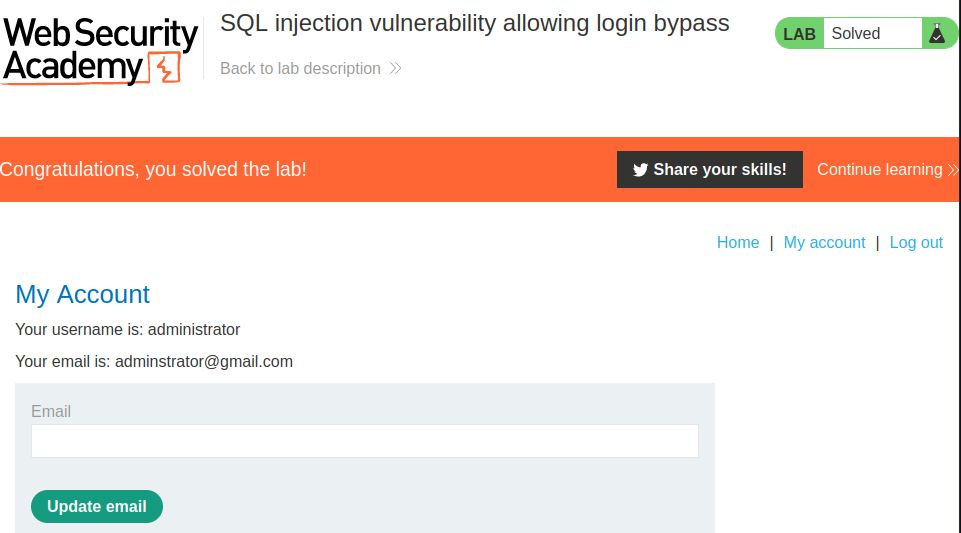 Web Security
Academy
SQL injection vulnerability allowing login bypass
Back to lab description
LAB Solved
Congratulations, you solved the lab!
Share your skills!
Continue learning
Home | My account | Log out
My Account
Your username is: administrator
Your email is: adminstrator@gmail.com
Email
Update email